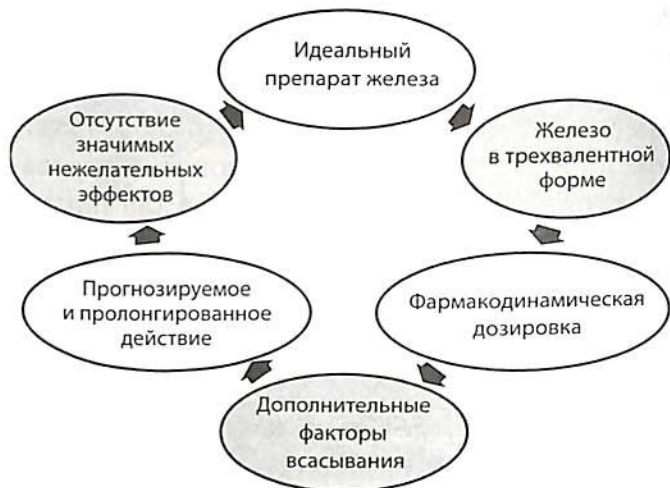 Идеальный
препарат железа
Железо
в трехвалентной
форме
Фармакодинамическая
дозировка
Дополнительные
факторы
всасывания
Прогнозируемое
и пролонгированное
действие
Отсутствие
значимых
нежелательных
эффектов